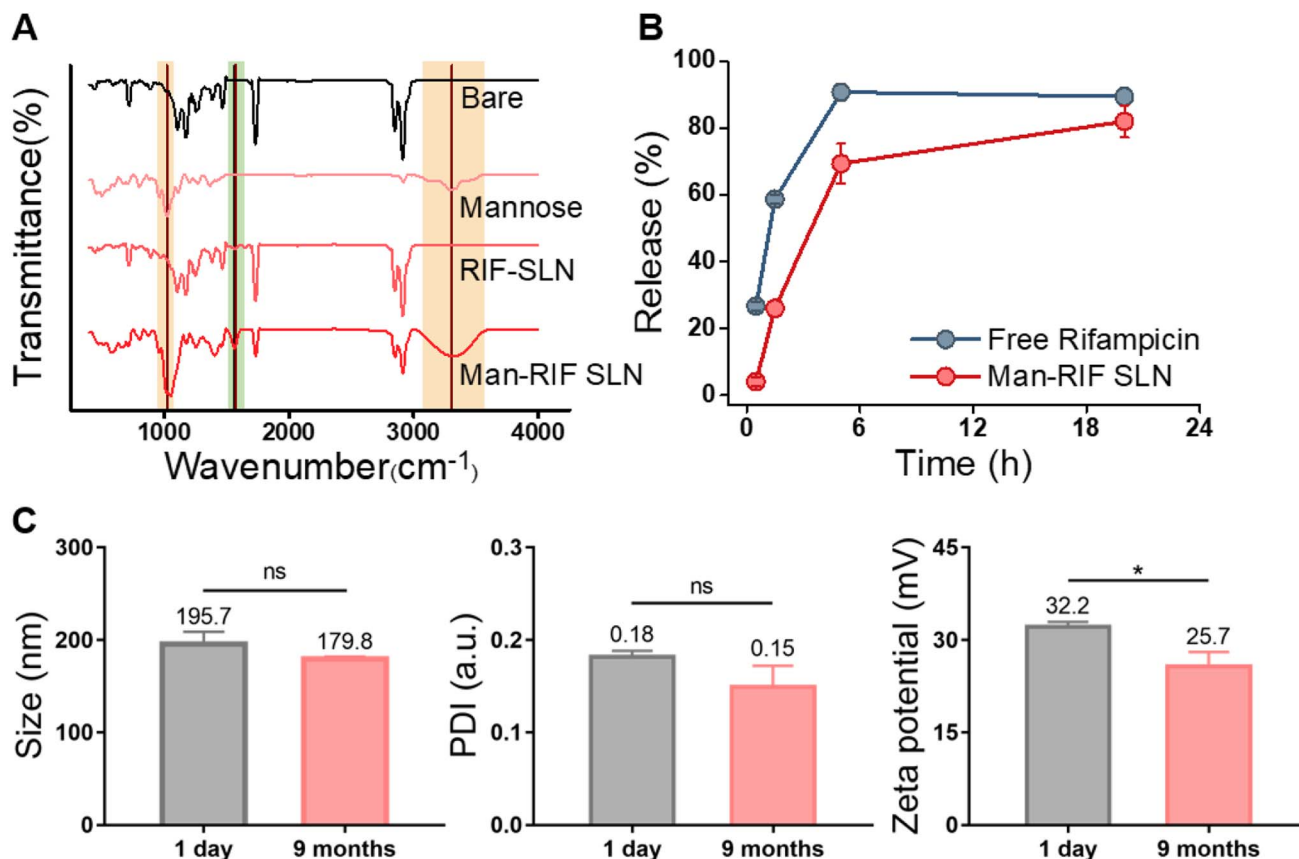 A
Transmittance(%)
Bare
Mannose
RIF-SLN
Man-RIF SLN
1000 2000 3000 4000
Wavenumber(cm-1)
B
Release (%)
100
80
60
40
20
0
Free Rifampicin
Man-RIF SLN
0 6 12 18 24
Time (h)
C
Size (nm)
300
200
100
0
ns
195.7
179.8
1 day 9 months
PDI (a.u.)
0.3
0.2
0.1
0.0
ns
0.18
0.15
1 day 9 months
Zeta potential (mV)
45
30
15
0
*
32.2
25.7
1 day 9 months